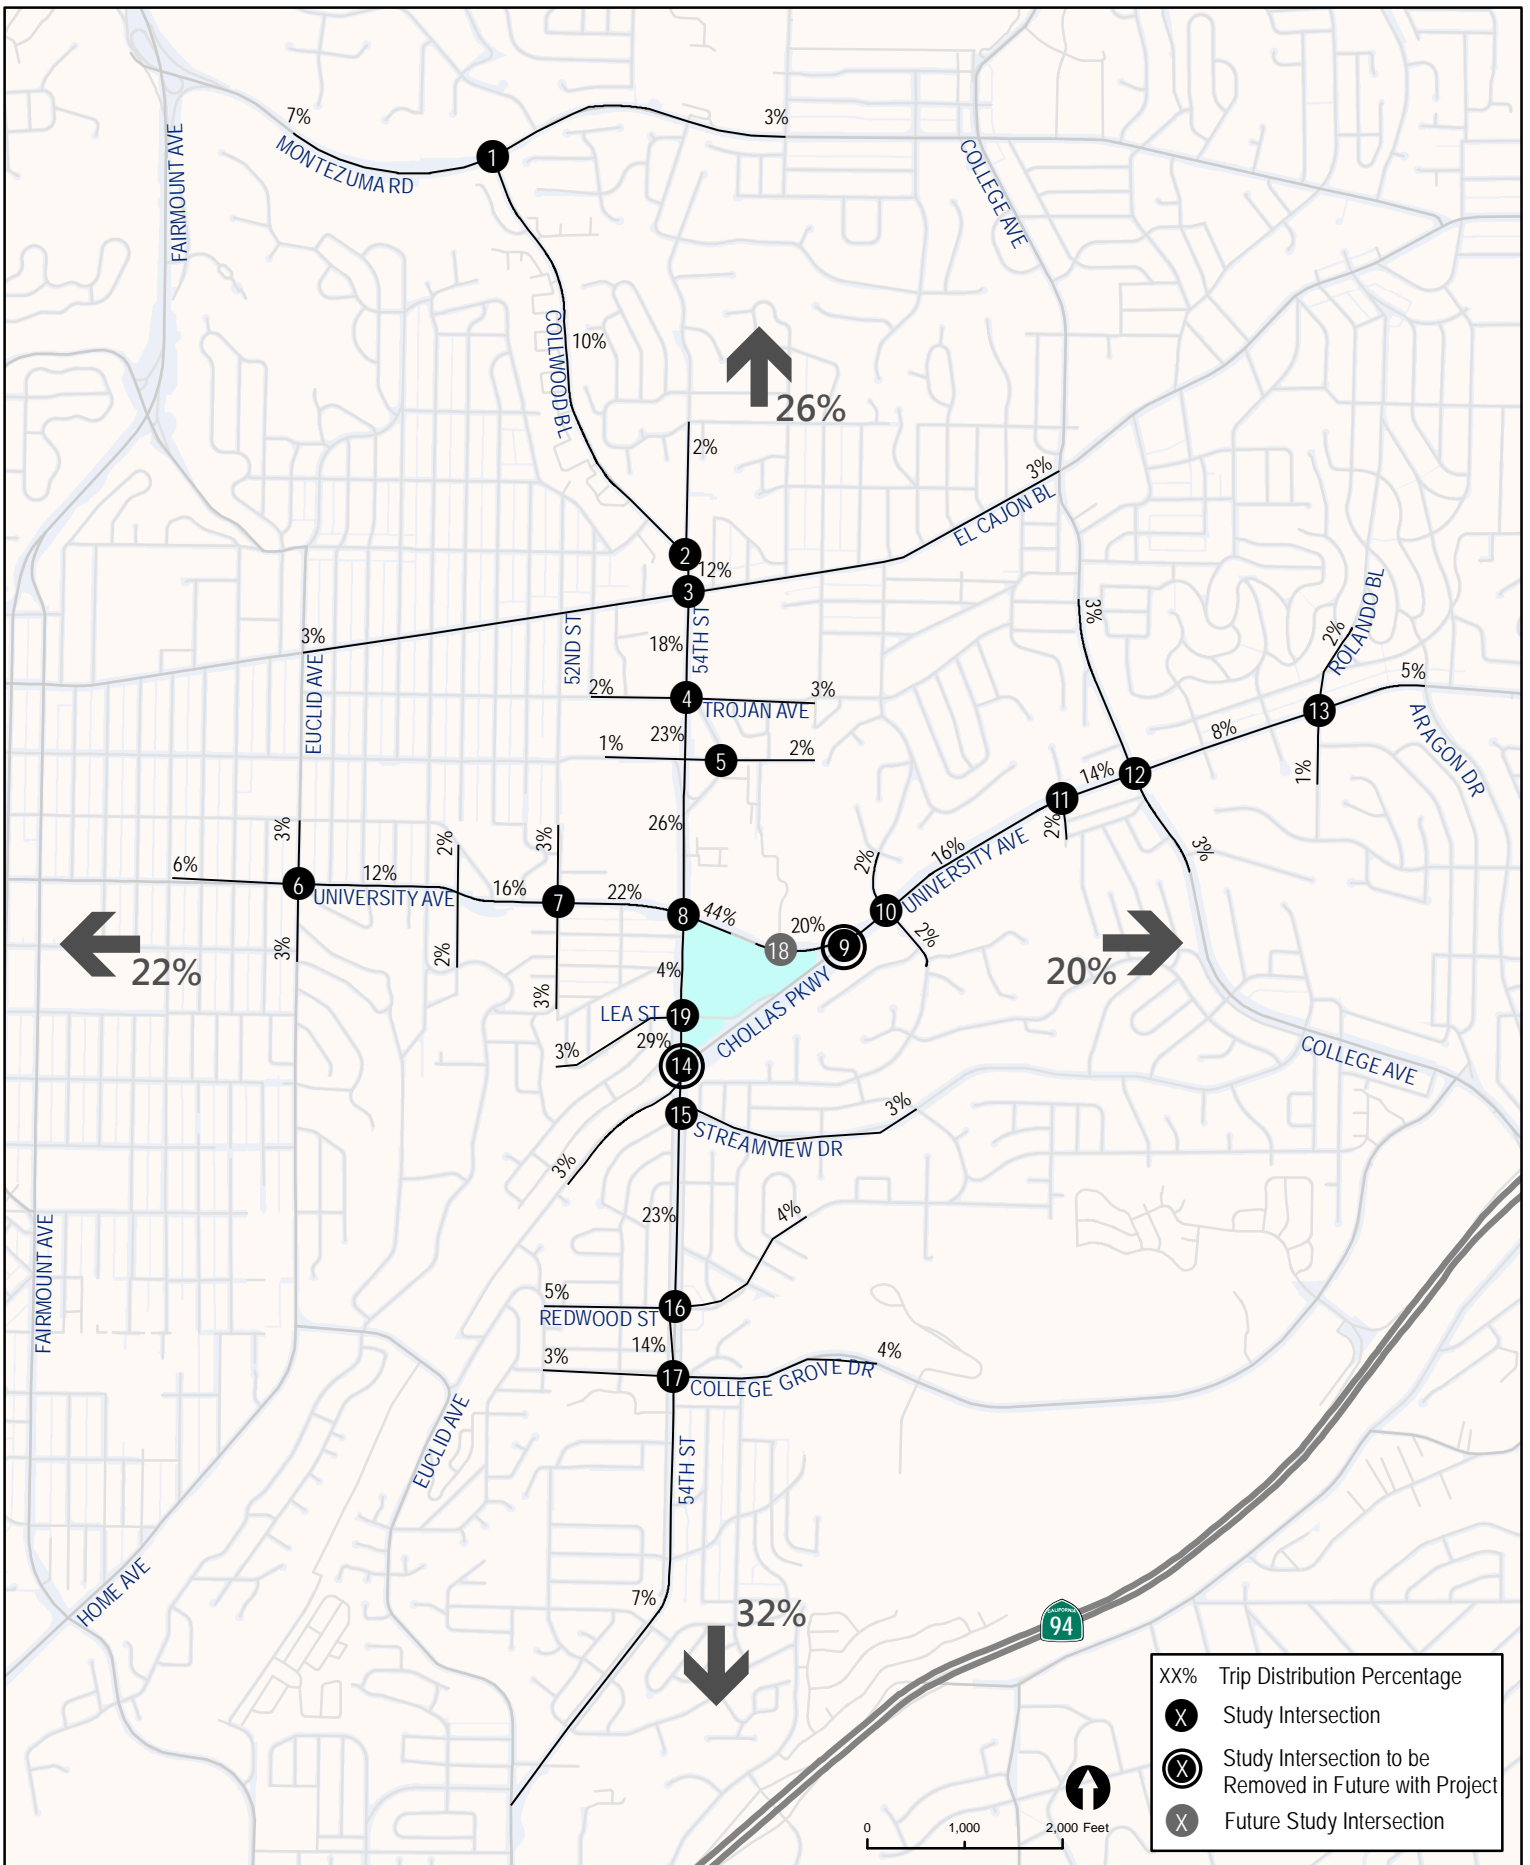 7%
3%
MONTEZUMA RD
1
FAIRMOUNT AVE
COLLEGE AVE
COLLWOOD BL
10%
26%
2%
3%
EL CAJON BL
2
12%
3
3%
52ND ST
18%
54TH ST
EUCLID AVE
2%
4
3%
TROJAN AVE
3%
2%
ROLANDO BL
5%
13
ARAGON DR
8%
1%
23%
1%
5
2%
14%
12
11
2%
3%
26%
3%
2%
3%
6%
6
12%
UNIVERSITY AVE
16%
7
22%
8
44%
20%
18
9
2%
16%
UNIVERSITY AVE
10
2%
3%
2%
3%
22%
20%
4%
LEA ST
19
CHOLLAS PKWY
29%
3%
14
15
3%
STREAMVIEW DR
3%
COLLEGE AVE
23%
4%
5%
REDWOOD ST
16
14%
3%
17
4%
COLLEGE GROVE DR
FAIRMOUNT AVE
EUCLID AVE
54TH ST
HOME AVE
7%
32%
CALIFORNIA
94
XX% Trip Distribution Percentage
X Study Intersection
X Study Intersection to be
Removed in Future with Project
X Future Study Intersection
0 1,000 2,000 Feet